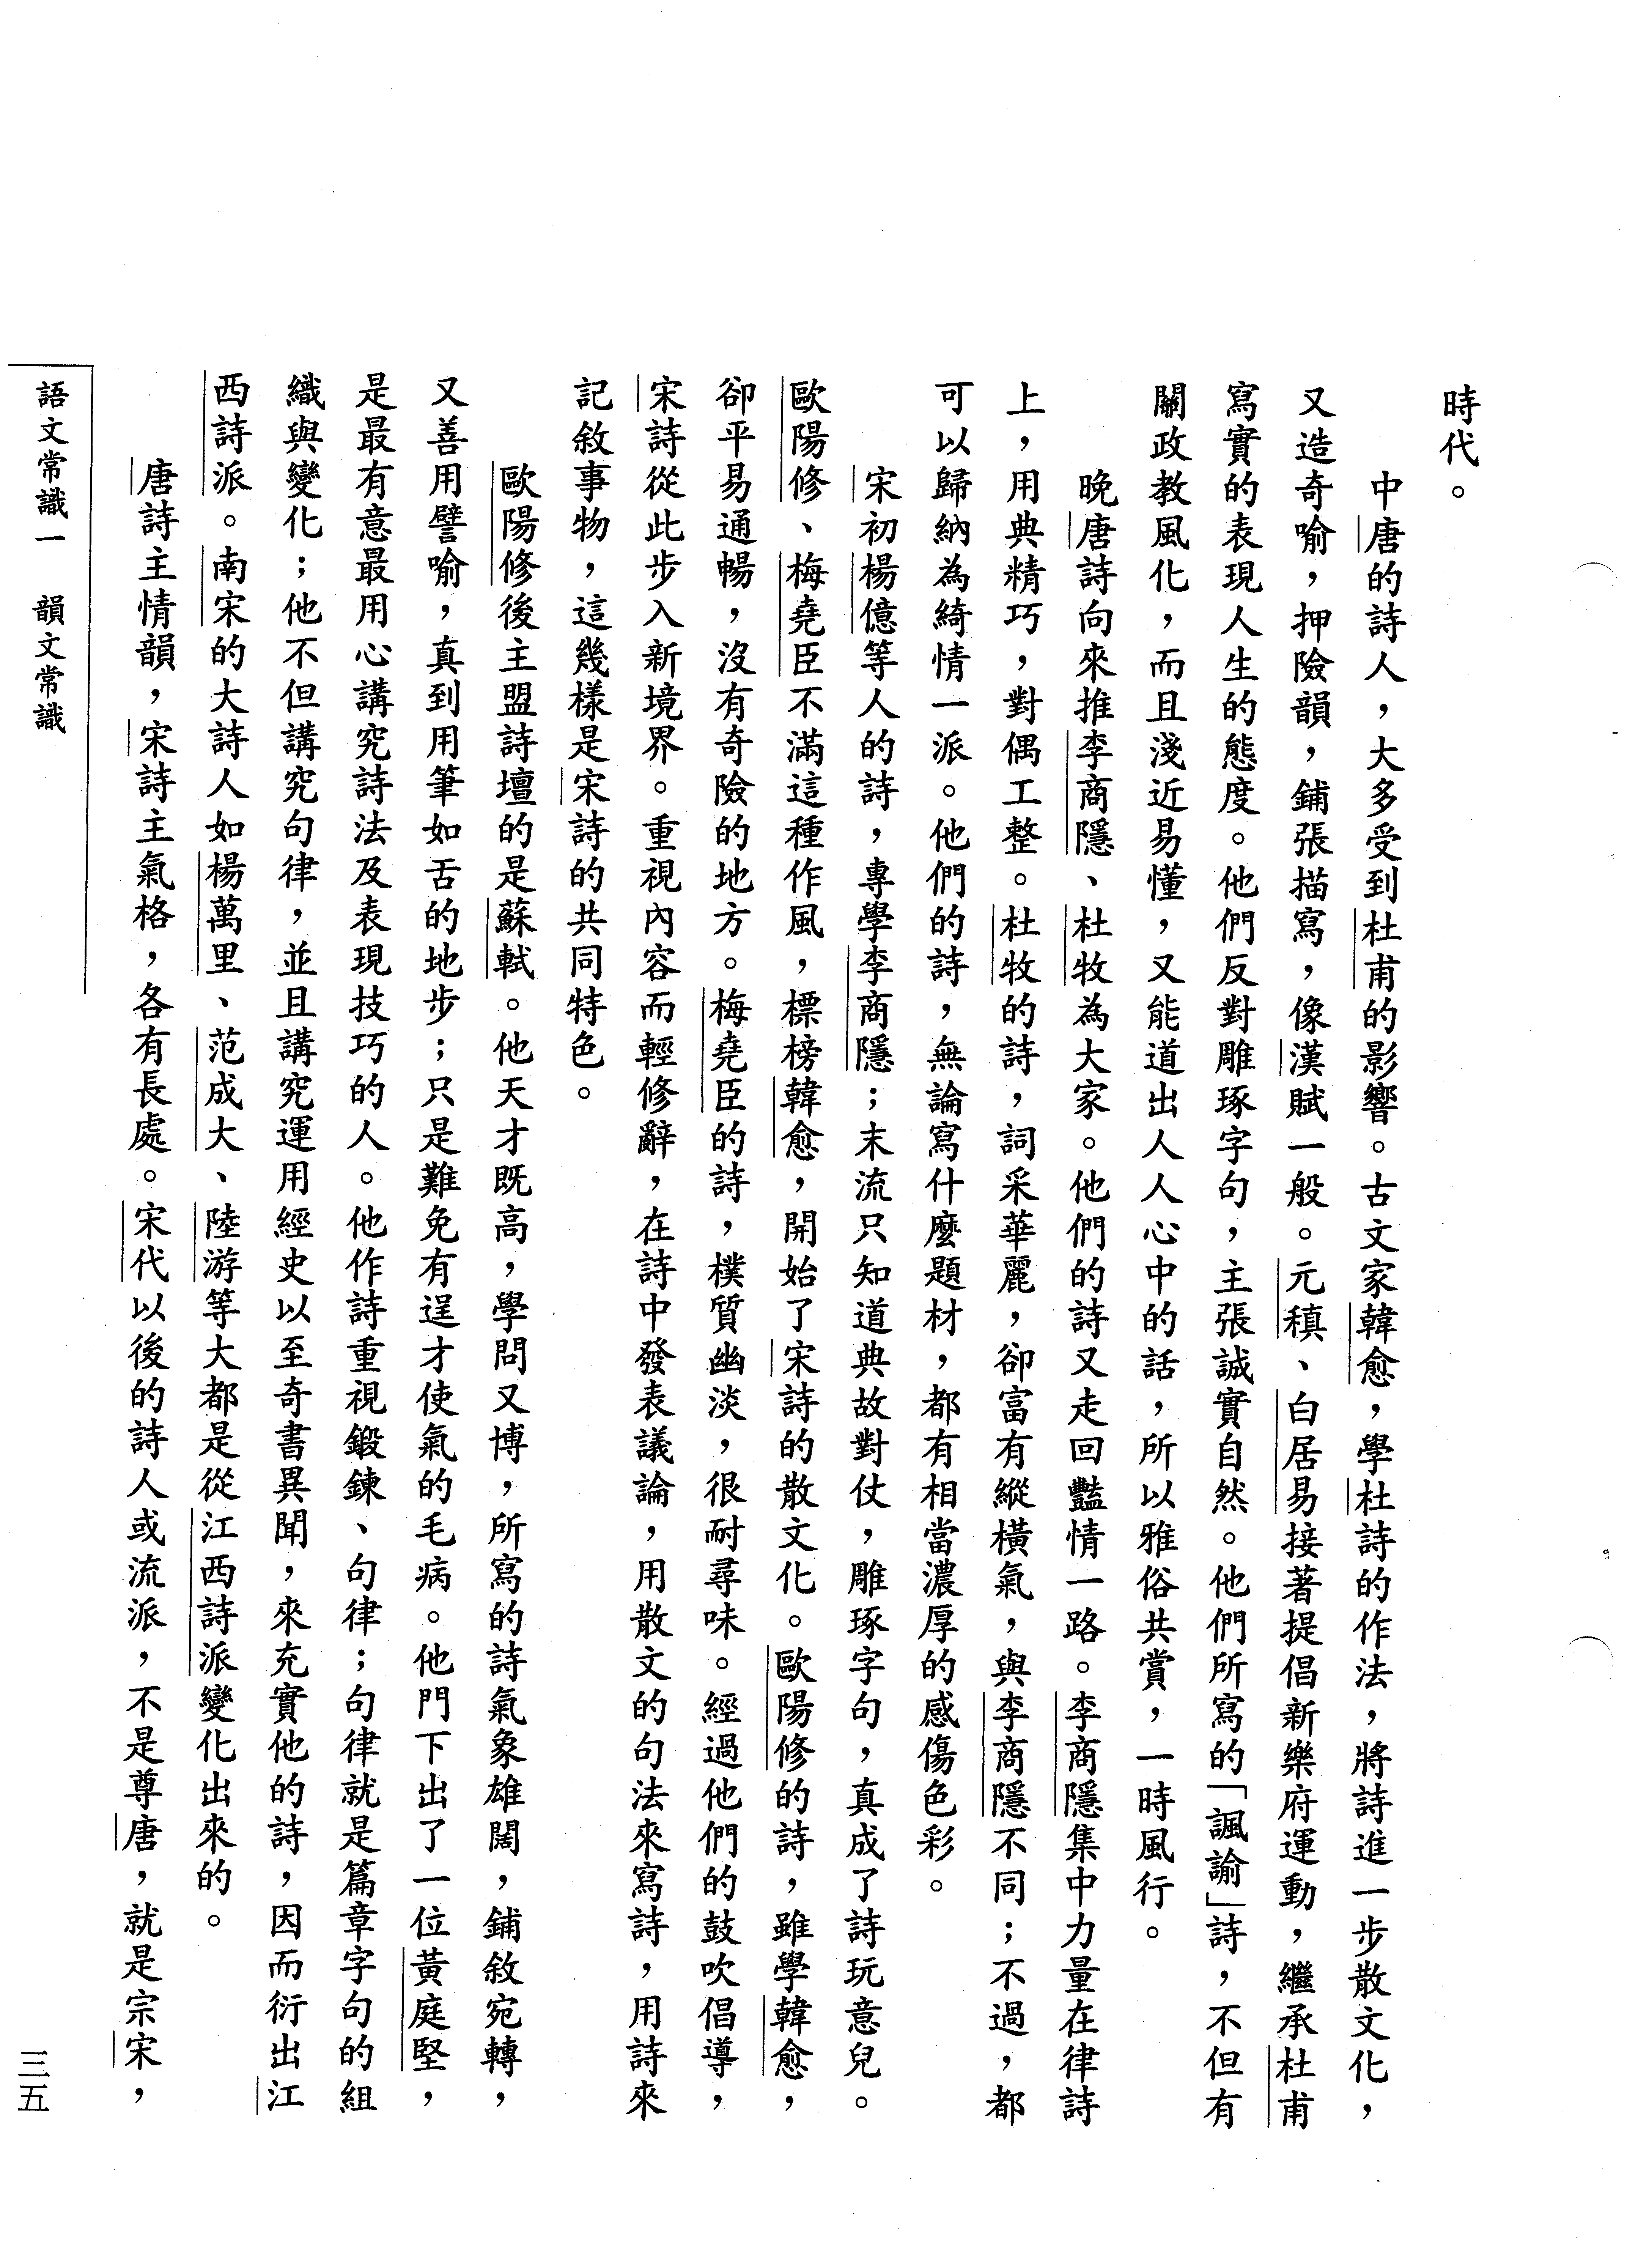 時代。
中唐的詩人，大多受到杜甫的影響。古文家韓愈，學杜詩的作法，將詩進一步散文化，
又造奇喻，押險韻，鋪張描寫，像漢賦一般。元稹、白居易接著提倡新樂府運動，繼承杜甫
寫實的表現人生的態度。他們反對雕琢字句，主張誠實自然。他們所寫的「諷諭」詩，不但有
關政教風化，而且淺近易懂，又能道出人人心中的話，所以雅俗共賞，一時風行。
晚唐詩向來推李商隱、杜牧為大家。他們的詩又走回豔情一路。李商隱集中力量在律詩
上，用典精巧，對偶工整。杜牧的詩，詞采華麗，卻富有縱橫氣，與李商隱不同；不過，都
可以歸納為綺情一派。他們的詩，無論寫什麼題材，都有相當濃厚的感傷色彩。
宋初楊億等人的詩，專學李商隱；末流只知道典故對仗，雕琢字句，真成了詩玩意兒。
歐陽修、梅堯臣不滿這種作風，標榜韓愈，開始了宋詩的散文化。歐陽修的詩，雖學韓愈，
卻平易通暢，沒有奇險的地方。梅堯臣的詩，樸質幽淡，很耐尋味。經過他們的鼓吹倡導，
宋詩從此步入新境界。重視內容而輕修辭，在詩中發表議論，用散文的句法來寫詩，用詩來
記敘事物，這幾樣是宋詩的共同特色。
歐陽修後主盟詩壇的是蘇軾。他天才既高，學問又博，所寫的詩氣象雄闊，鋪敘宛轉，
又善用譬喻，真到用筆如舌的地步；只是難免有逞才使氣的毛病。他門下出了一位黃庭堅，
是最有意最用心講究詩法及表現技巧的人。他作詩重視鍛鍊、句律；句律就是篇章字句的組
織與變化；他不但講究句律，並且講究運用經史以至奇書異聞，來充實他的詩，因而衍出江
西詩派。南宋的大詩人如楊萬里、范成大、陸游等大都是從江西詩派變化出來的。
唐詩主情韻，宋詩主氣格，各有長處。宋代以後的詩人或流派，不是尊唐，就是宗宋，
語文常識一　韻文常識
三五